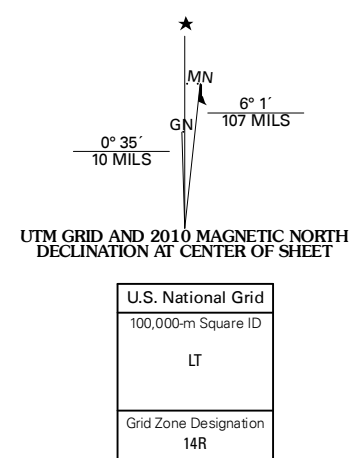 MN
GN
6° 1´
107 MILS
0° 35´
10 MILS
UTM GRID AND 2010 MAGNETIC NORTH
DECLINATION AT CENTER OF SHEET
U.S. National Grid
100,000-m Square ID
LT
Grid Zone Designation
14R